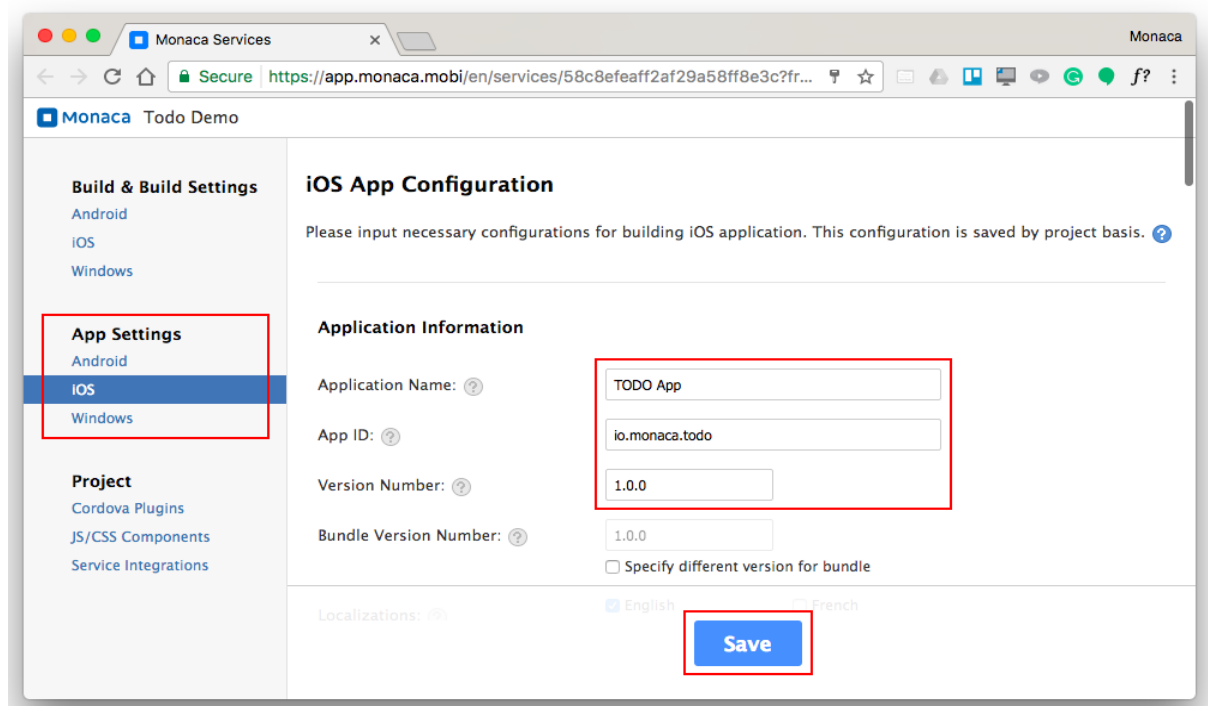 Monaca Services
Monaca
Secure https://app.monaca.mobi/en/services/58c8efeaff2af29a58ff8e3c?fr...
f?
Monaca Todo Demo
Build & Build Settings
Android
iOS
Windows
App Settings
Android
iOS
Windows
Project
Cordova Plugins
JS/CSS Components
Service Integrations
iOS App Configuration
Please input necessary configurations for building iOS application. This configuration is saved by project basis. ?
Application Information
Application Name: ? TODO App
App ID: ? io.monaca.todo
Version Number: ? 1.0.0
Bundle Version Number: ? 1.0.0
Specify different version for bundle
Localizations: ? English French
Save